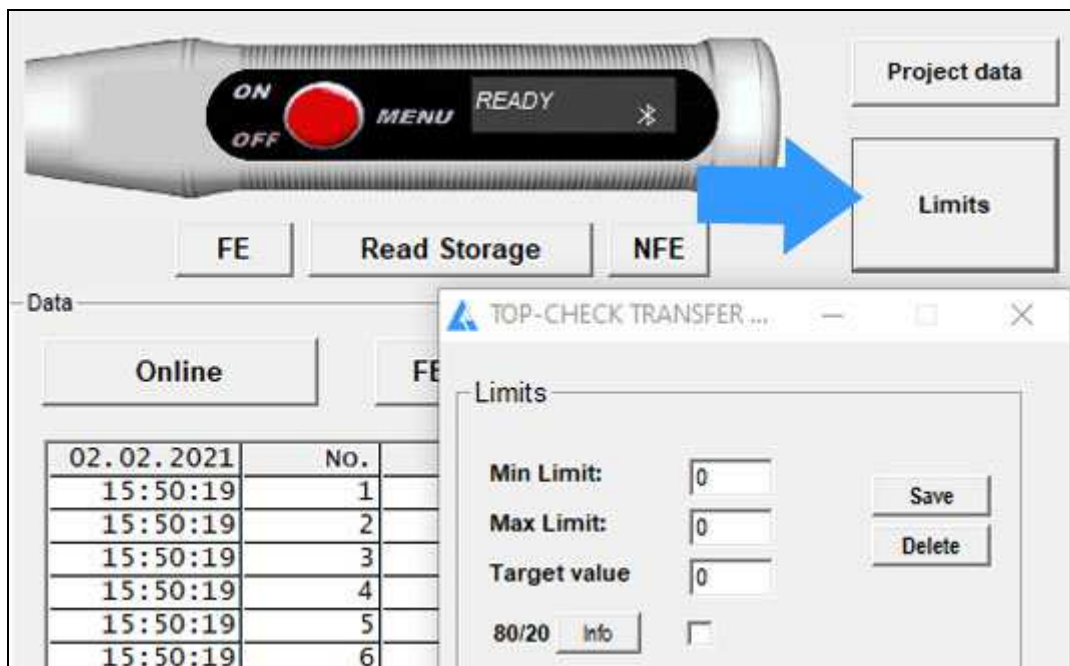 ON
OFF
MENU
READY
Project data
Limits
FE
Read Storage
NFE
Data
Online
FE
TOP-CHECK TRANSFER ...
Limits
02.02.2021 No.
15:50:19 1
15:50:19 2
15:50:19 3
15:50:19 4
15:50:19 5
15:50:19 6
Min Limit: 0
Max Limit: 0
Target value 0
80/20 Info
Save
Delete